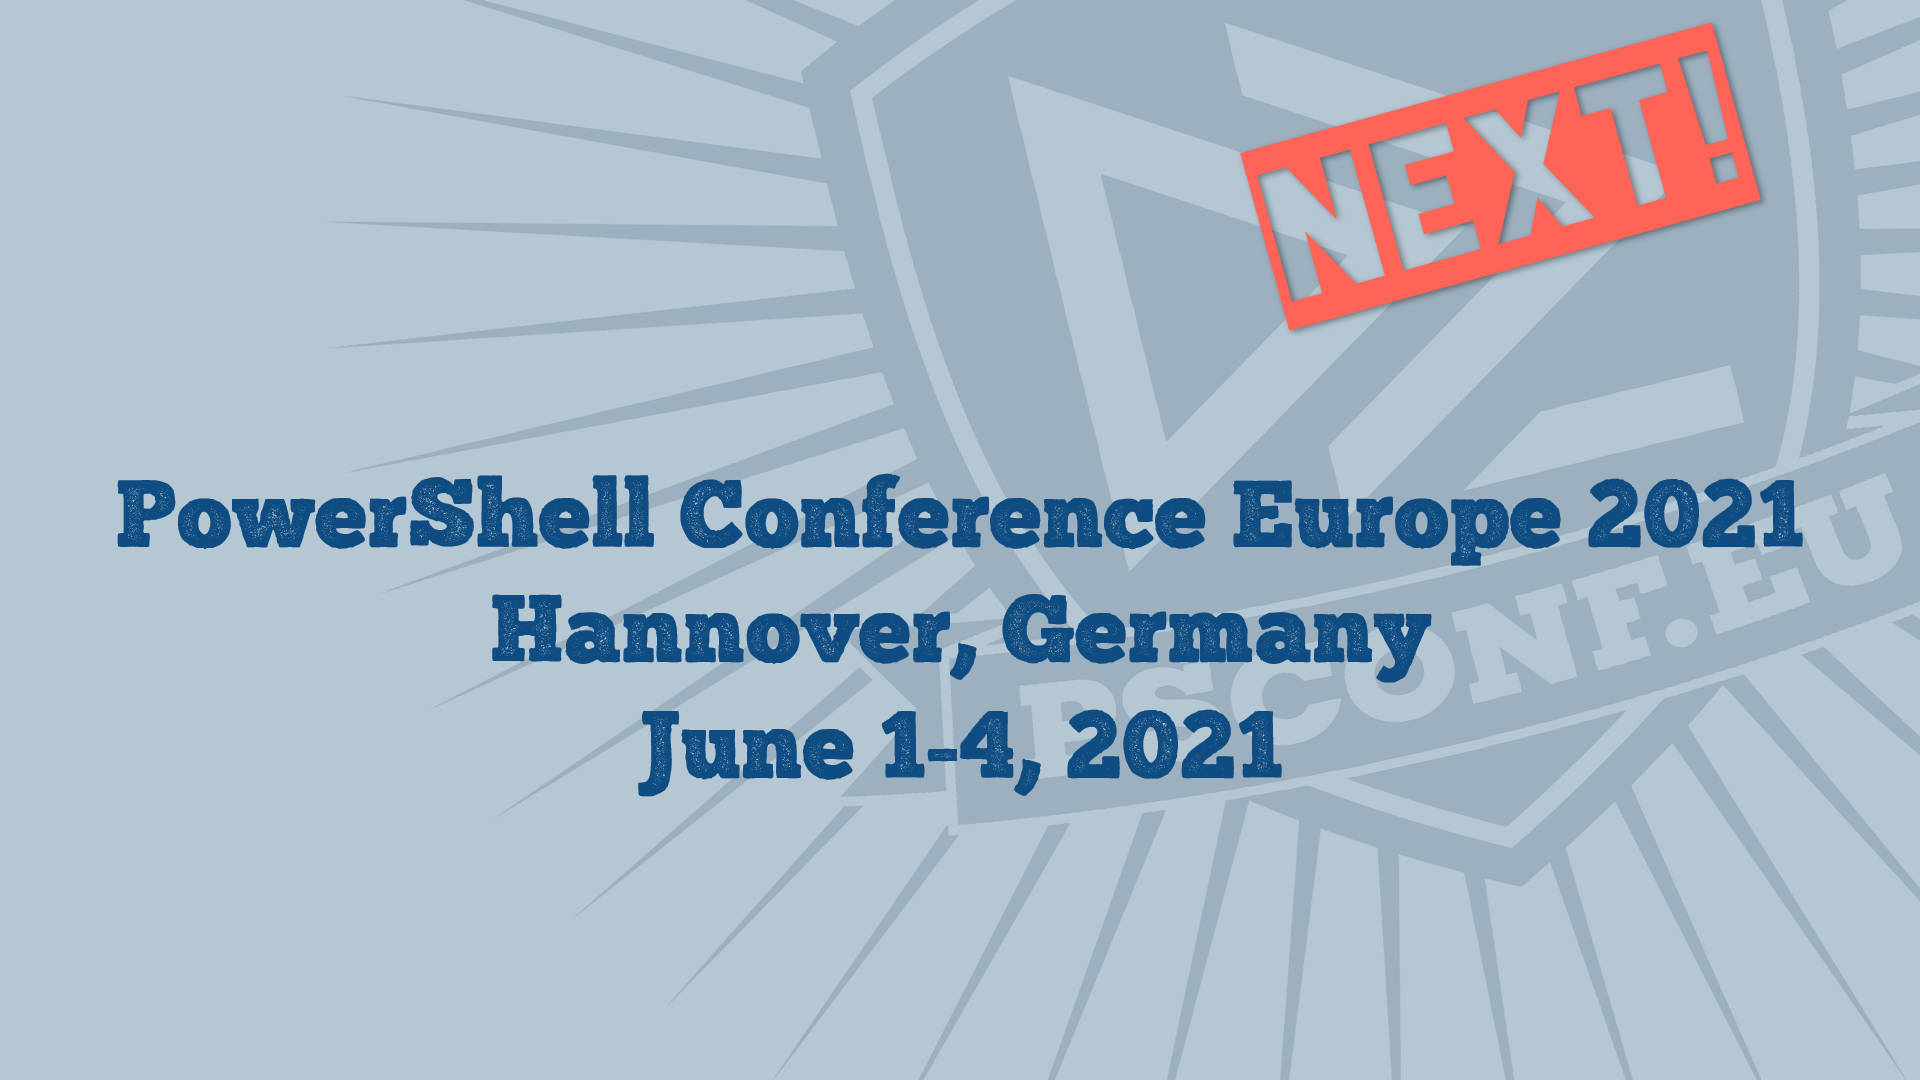 NEXT!
PowerShell Conference Europe 2021
Hannover, Germany
June 1-4, 2021
PSCONF.EU